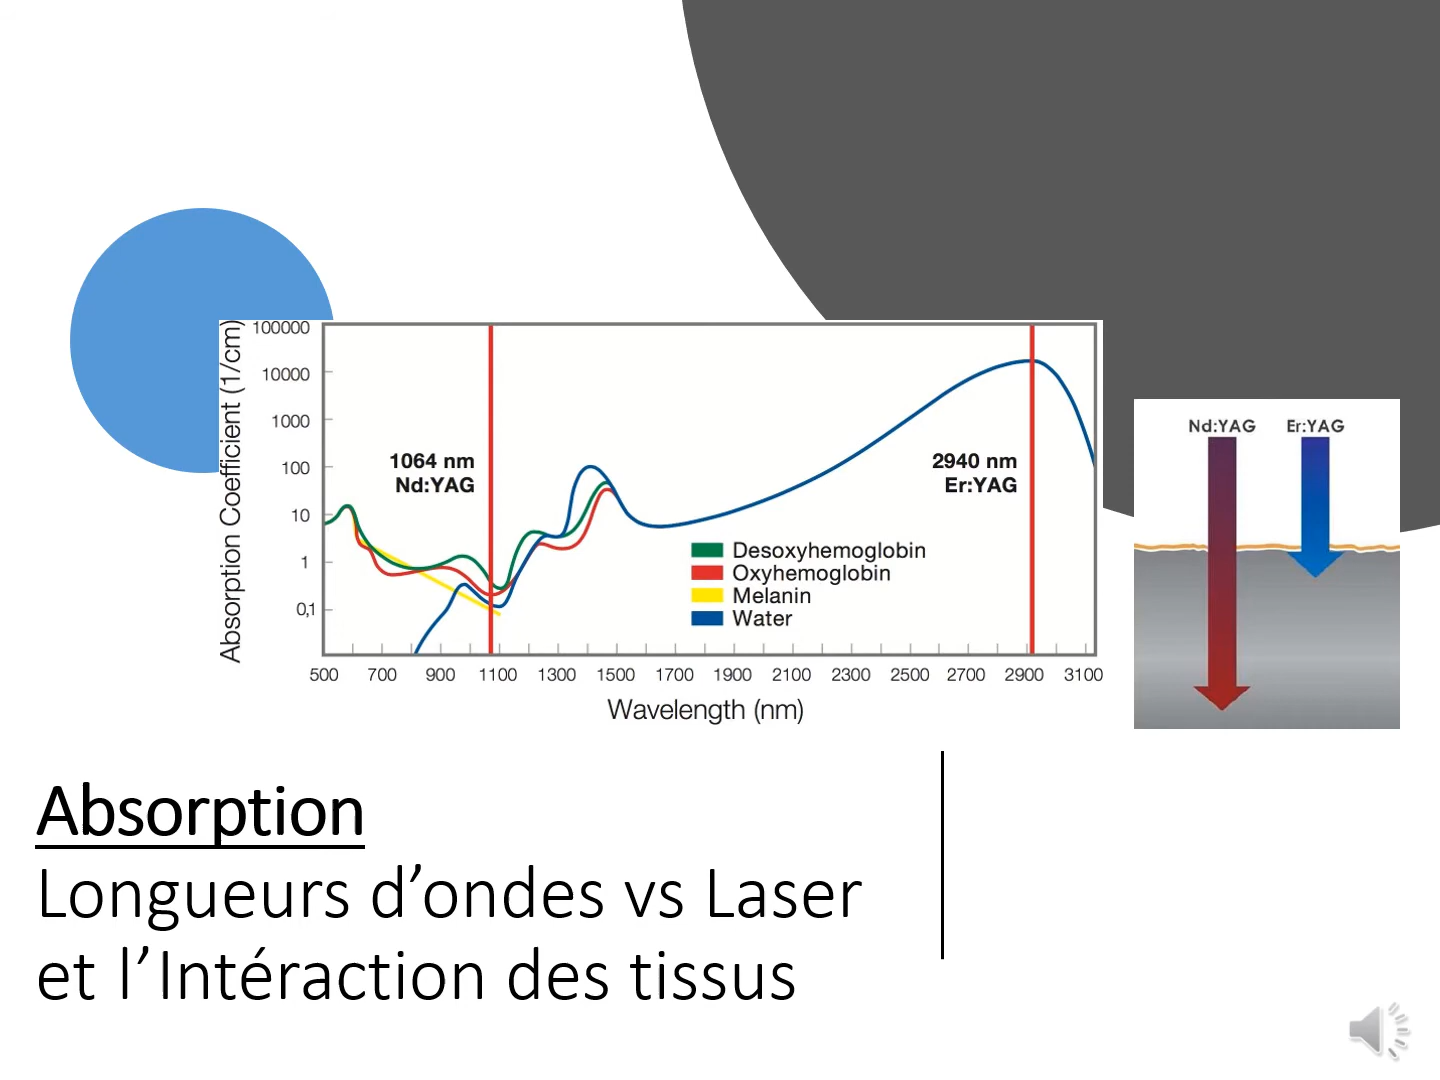 Absorption Coefficient (1/cm)
100000
10000
1000
100
10
1
0,1
1064 nm
Nd:YAG
2940 nm
Er:YAG
Desoxyhemoglobin
Oxyhemoglobin
Melanin
Water
500 700 900 1100 1300 1500 1700 1900 2100 2300 2500 2700 2900 3100
Wavelength (nm)
Nd:YAG Er:YAG
Absorption
Longueurs d’ondes vs Laser
et l’Intéraction des tissus